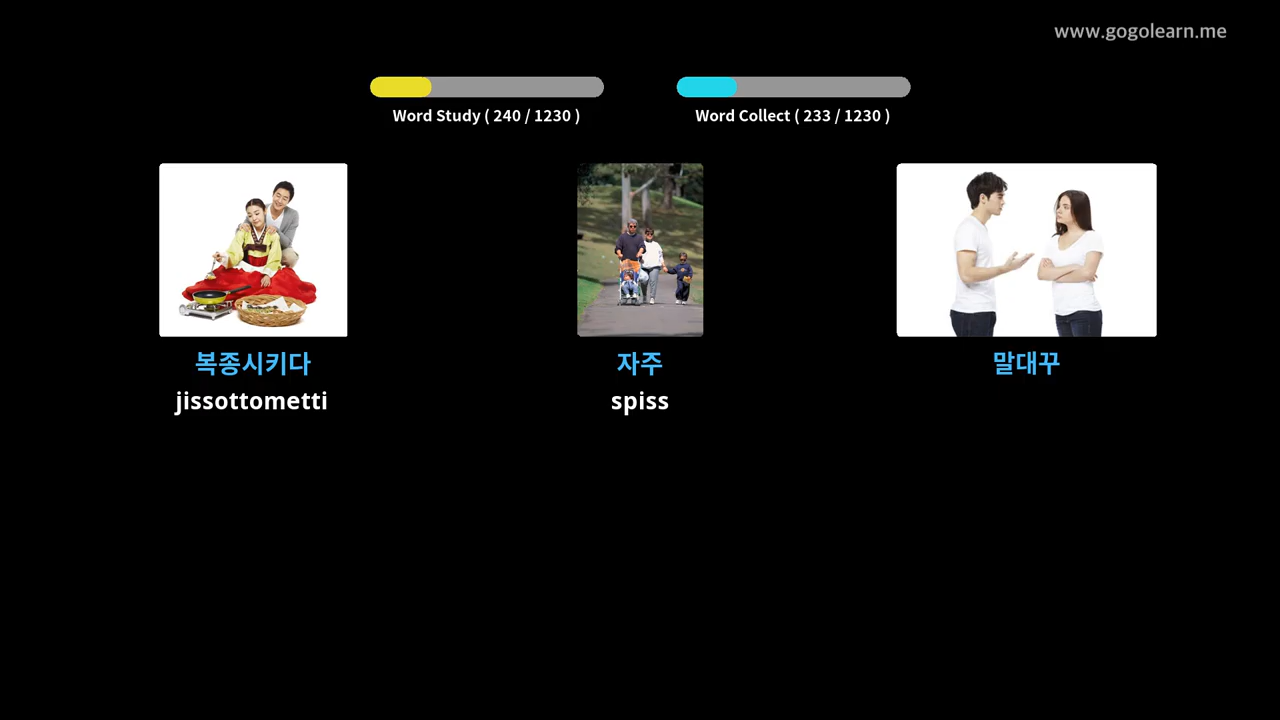 www.gogolearn.me
Word Study ( 240 / 1230 )
Word Collect ( 233 / 1230 )
복종시키다
jissottometti
자주
spiss
말대꾸